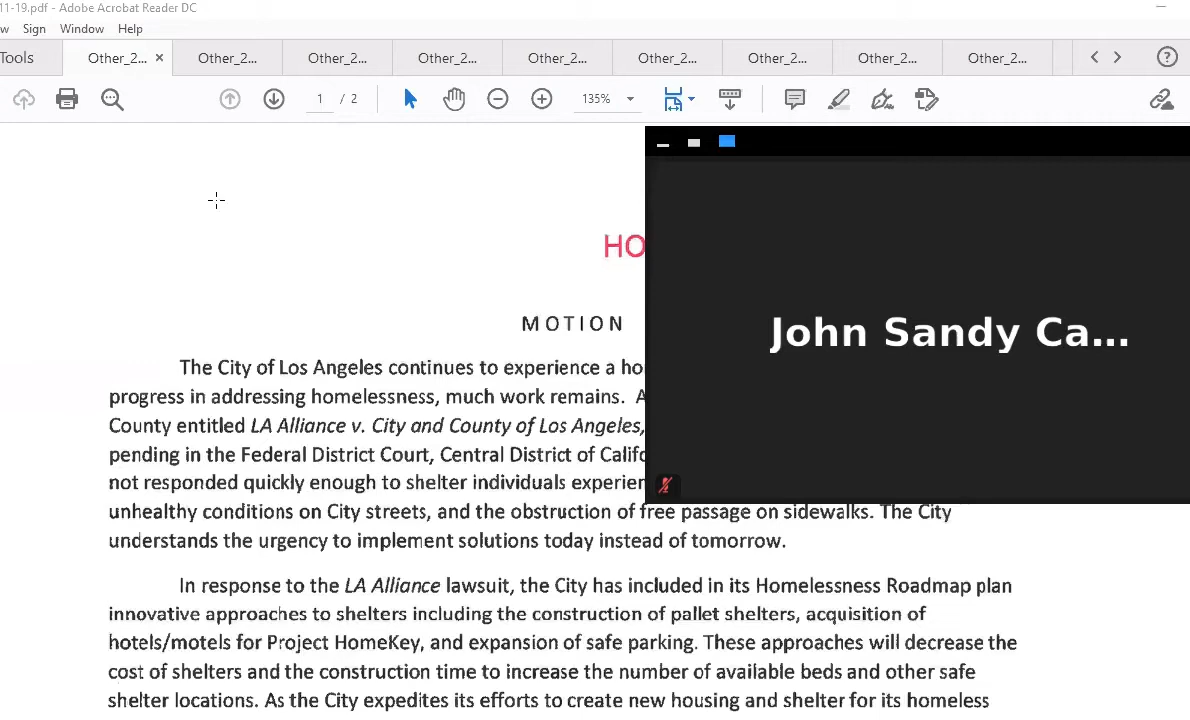 11-19.pdf - Adobe Acrobat Reader DC
w Sign Window Help
Tools Other_2... × Other_2... Other_2... Other_2... Other_2... Other_2... Other_2... Other_2... Other_2...
1 / 2 135%
HO
MOTION
John Sandy Ca...
The City of Los Angeles continues to experience a ho
progress in addressing homelessness, much work remains. A
County entitled LA Alliance v. City and County of Los Angeles,
pending in the Federal District Court, Central District of Califo
not responded quickly enough to shelter individuals experien
unhealthy conditions on City streets, and the obstruction of free passage on sidewalks. The City
understands the urgency to implement solutions today instead of tomorrow.
In response to the LA Alliance lawsuit, the City has included in its Homelessness Roadmap plan
innovative approaches to shelters including the construction of pallet shelters, acquisition of
hotels/motels for Project HomeKey, and expansion of safe parking. These approaches will decrease the
cost of shelters and the construction time to increase the number of available beds and other safe
shelter locations. As the City expedites its efforts to create new housing and shelter for its homeless